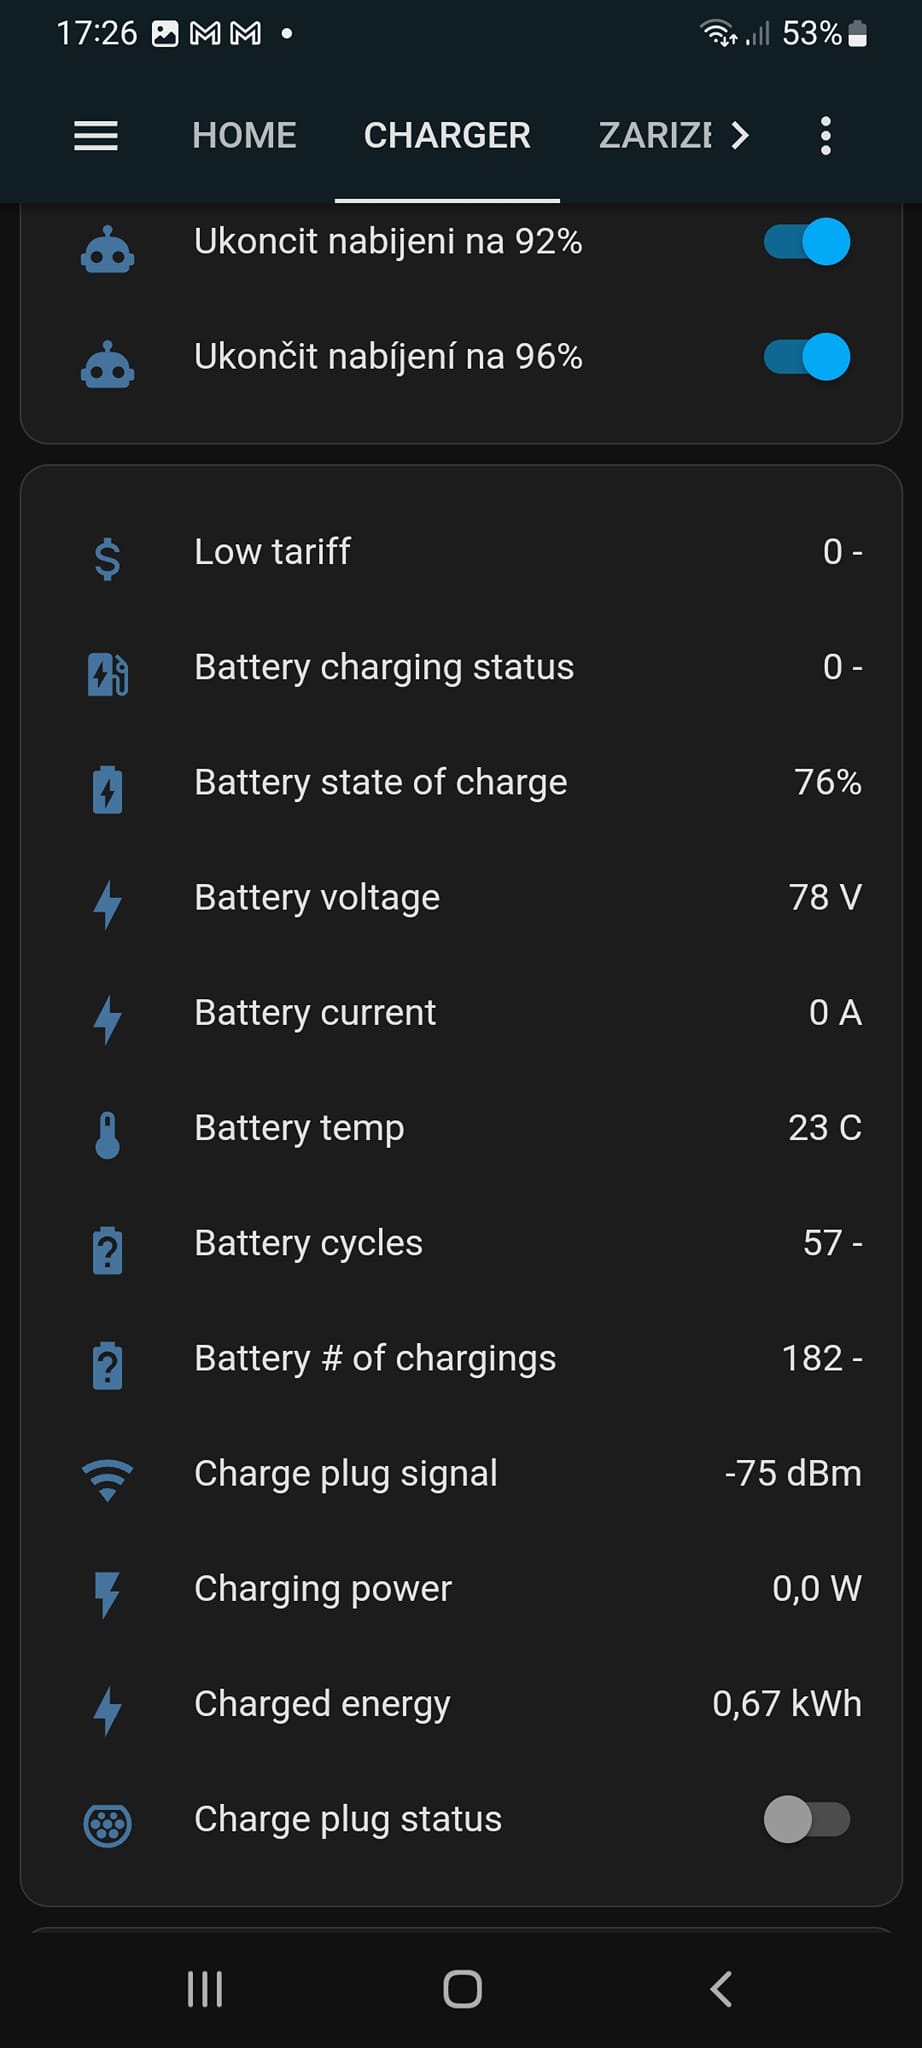 17:26 53%
HOME CHARGER
Ukoncit nabijeni na 92%
Ukončit nabíjení na 96%
Low tariff 0 -
Battery charging status 0 -
Battery state of charge 76%
Battery voltage 78 V
Battery current 0 A
Battery temp 23 C
Battery cycles 57 -
Battery # of chargings 182 -
Charge plug signal -75 dBm
Charging power 0,0 W
Charged energy 0,67 kWh
Charge plug status